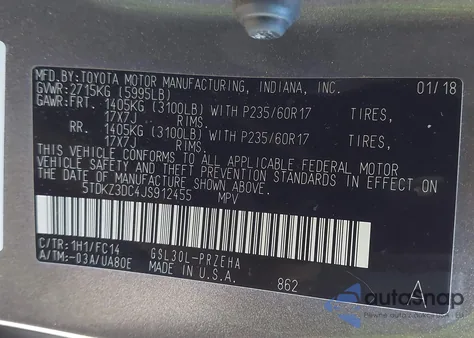 MFD.BY:TOYOTA MOTOR MANUFACTURING, INDIANA, INC. 01/18
GVWR:2715KG (5995LB)
GAWR:FRT. 1405KG (3100LB) WITH P235/60R17 TIRES,
17X7J RIMS.
RR. 1405KG (3100LB) WITH P235/60R17 TIRES,
17X7J RIMS.
THIS VEHICLE CONFORMS TO ALL APPLICABLE FEDERAL MOTOR
VEHICLE SAFETY AND THEFT PREVENTION STANDARDS IN EFFECT ON
THE DATE OF MANUFACTURE SHOWN ABOVE.
5TDKZ3DC4JS912455 MPV
C/TR:1H1/FC14 GSL30L-PRZEHA
A/TM:-03A/UA80E MADE IN U.S.A. 862 A
autosnap